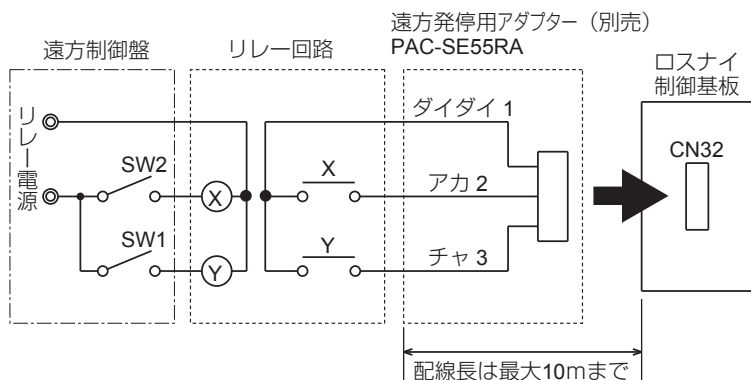 遠方発停用アダプター（別売）
PAC-SE55RA
遠方制御盤
リレー回路
ロスナイ
制御基板
リレー電源
ダイダイ 1
SW2
X
X
アカ 2
CN32
SW1
Y
Y
チャ 3
配線長は最大10mまで